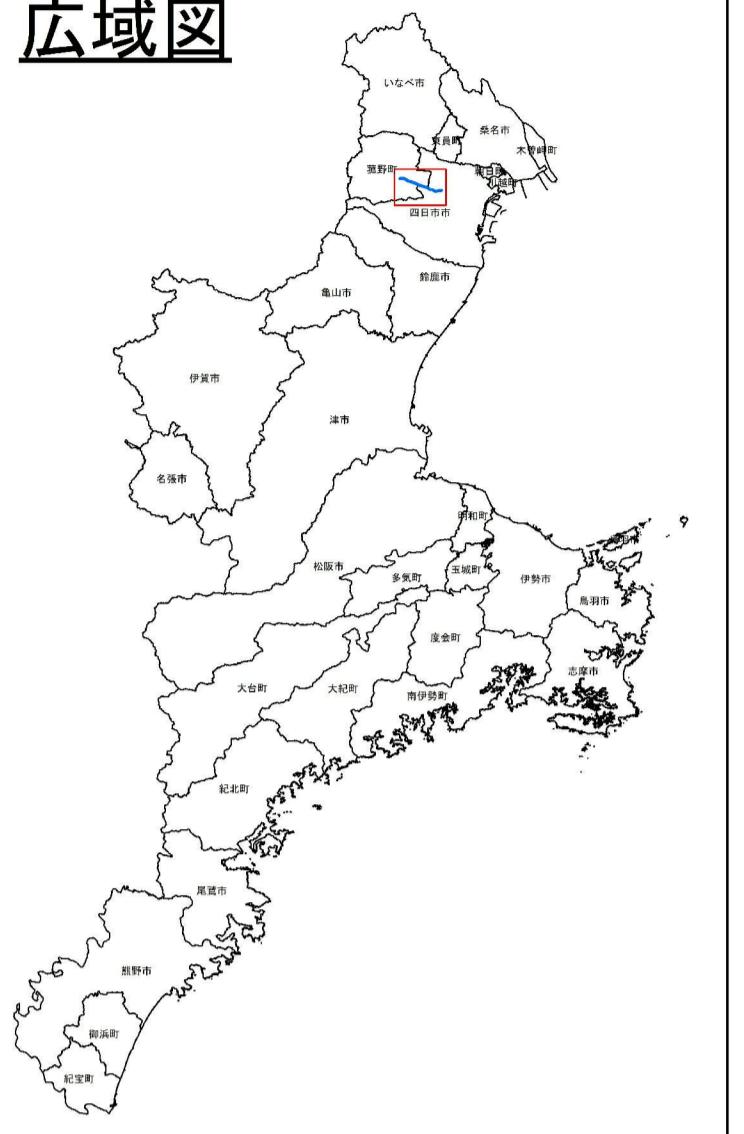 広域図
いなべ市
桑名市
東員町
木曽岬町
菰野町
朝日町
川越町
四日市市
鈴鹿市
亀山市
伊賀市
津市
名張市
明和町
松阪市
玉城町
多気町
伊勢市
鳥羽市
鳥羽市
度会町
志摩市
大台町
大紀町
南伊勢町
紀北町
尾鷲市
熊野市
御浜町
紀宝町